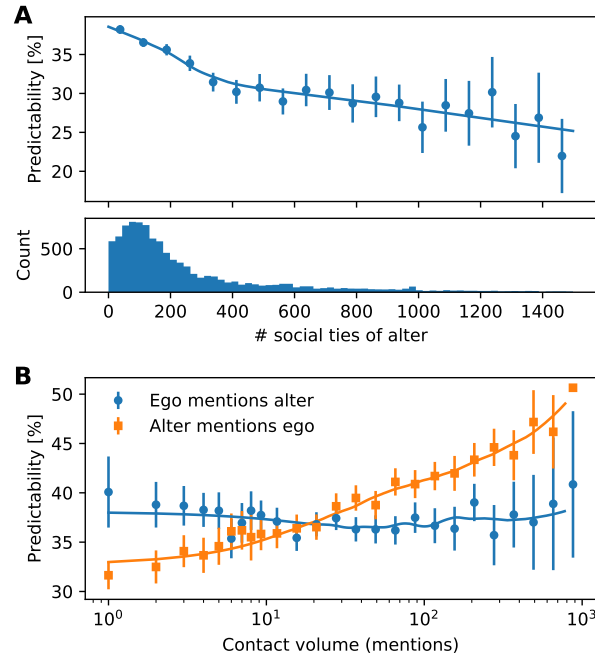 A
Predictability [%]
35
30
25
20
Count
500
0
0 200 400 600 800 1000 1200 1400
# social ties of alter
B
Predictability [%]
50
45
40
35
30
Ego mentions alter
Alter mentions ego
10⁰ 10¹ 10² 10³
Contact volume (mentions)